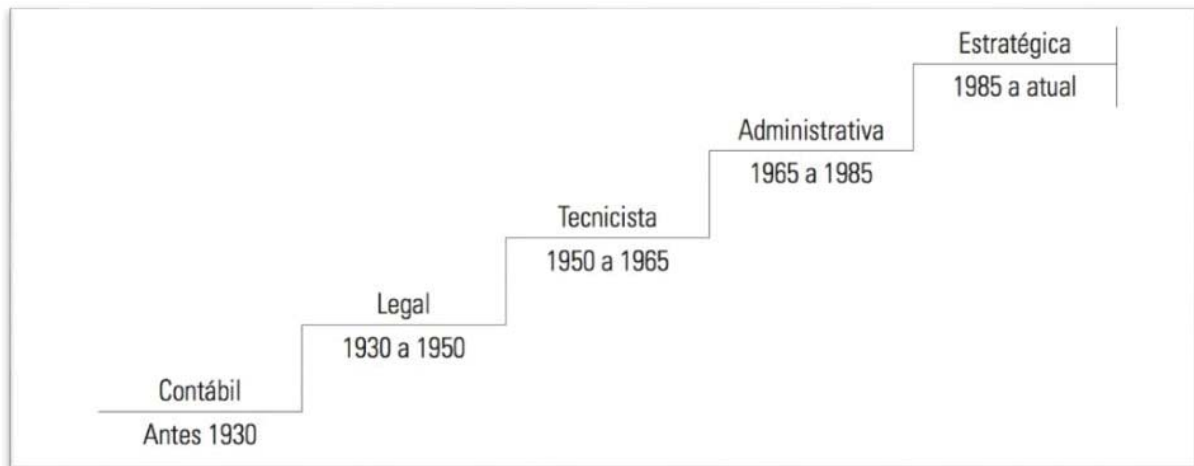 Estratégica
1985 a atual
Administrativa
1965 a 1985
Tecnicista
1950 a 1965
Legal
1930 a 1950
Contábil
Antes 1930